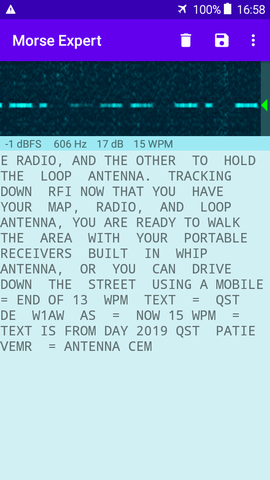 100% 16:58
Morse Expert
-1 dBFS 606 Hz 17 dB 15 WPM
E RADIO, AND THE OTHER TO HOLD
THE LOOP ANTENNA. TRACKING
DOWN RFI NOW THAT YOU HAVE
YOUR MAP, RADIO, AND LOOP
ANTENNA, YOU ARE READY TO WALK
THE AREA WITH YOUR PORTABLE
RECEIVERS BUILT IN WHIP
ANTENNA, OR YOU CAN DRIVE
DOWN THE STREET USING A MOBILE
= END OF 13 WPM TEXT = QST
DE W1AW AS = NOW 15 WPM =
TEXT IS FROM DAY 2019 QST PATIE
VEMR = ANTENNA CEM